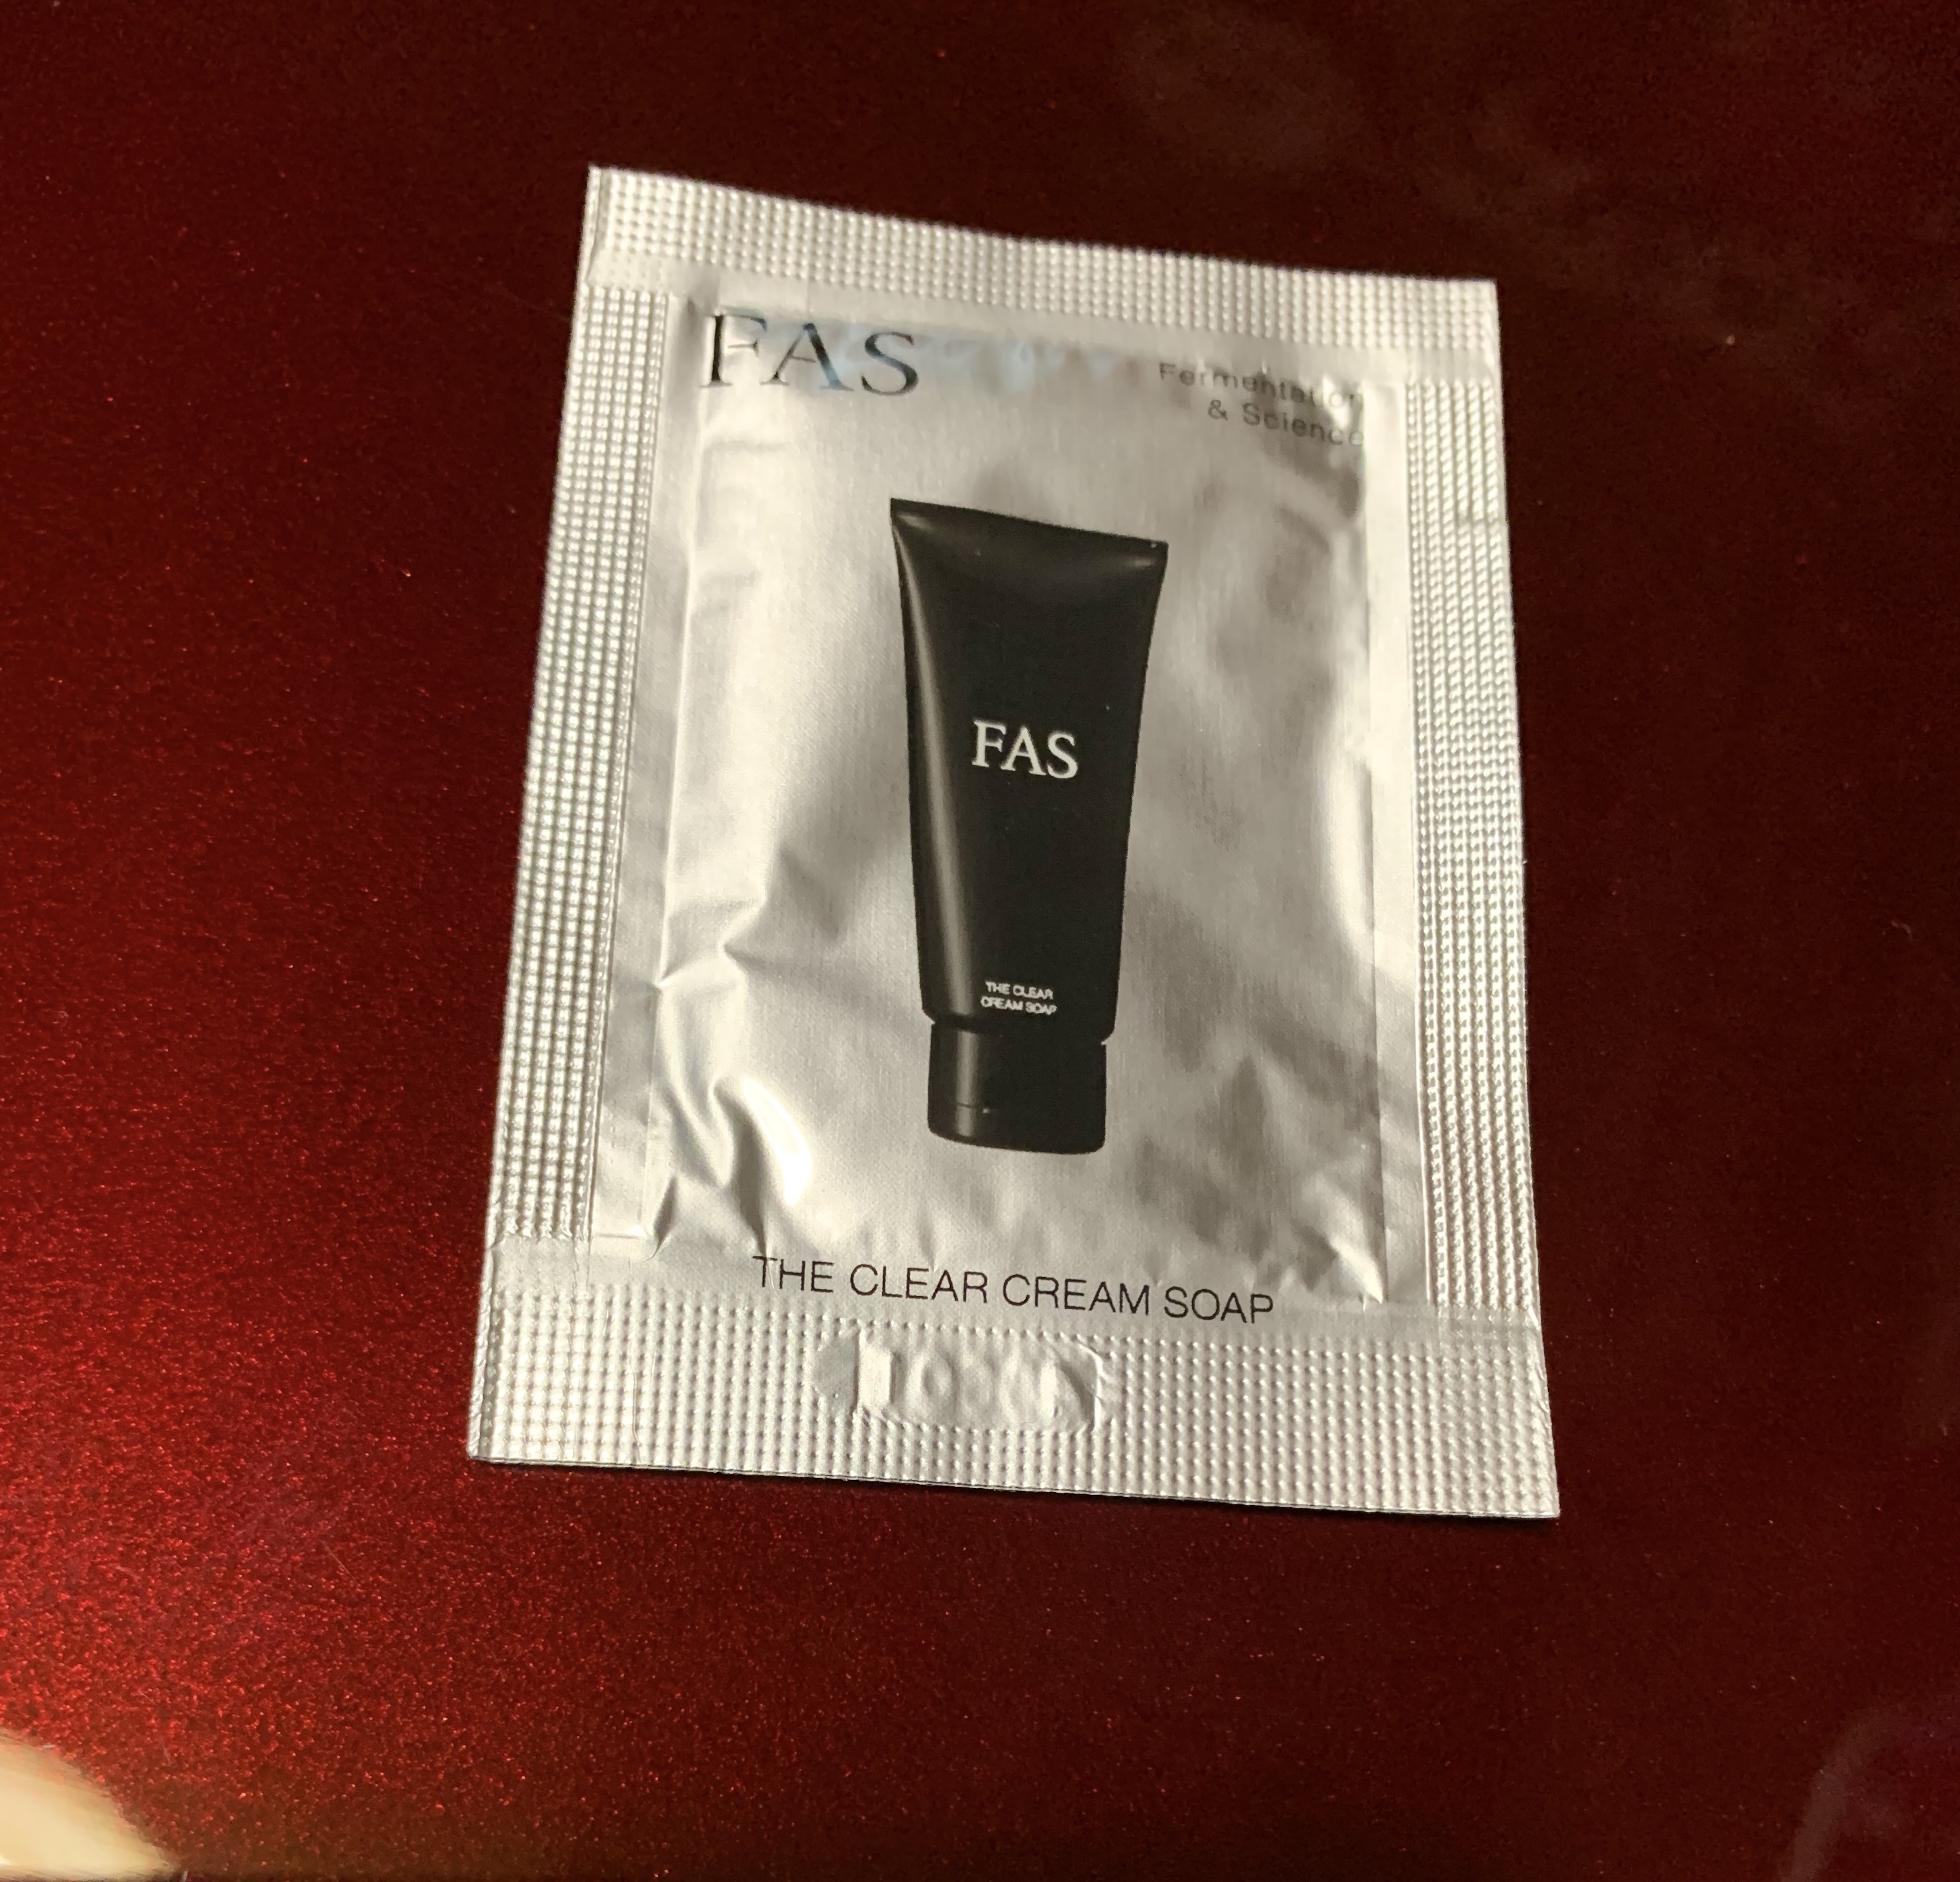 FAS
Fermentation
& Science
FAS
THE CLEAR
CREAM SOAP
THE CLEAR CREAM SOAP